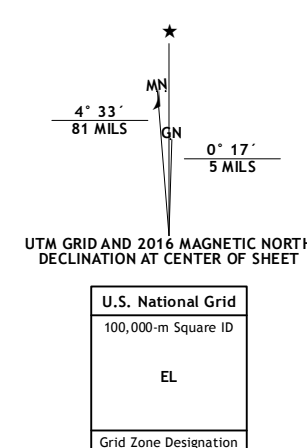 ★
MN
GN
4° 33´
81 MILS
0° 17´
5 MILS
UTM GRID AND 2016 MAGNETIC NORTH
DECLINATION AT CENTER OF SHEET
U.S. National Grid
100,000-m Square ID
EL
Grid Zone Designation